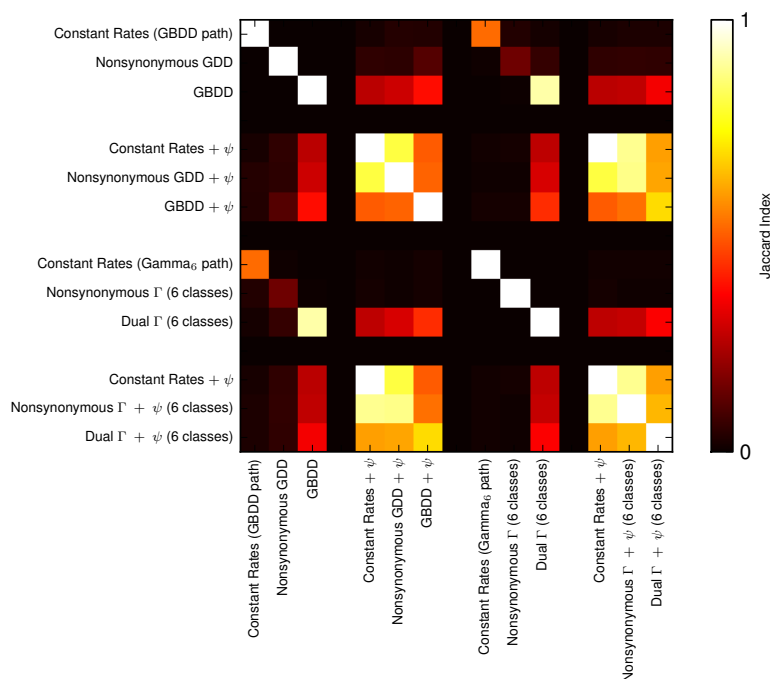 Constant Rates (GBDD path)
Nonsynonymous GDD
GBDD
Constant Rates + ψ
Nonsynonymous GDD + ψ
GBDD + ψ
Constant Rates (Gamma₆ path)
Nonsynonymous Γ (6 classes)
Dual Γ (6 classes)
Constant Rates + ψ
Nonsynonymous Γ + ψ (6 classes)
Dual Γ + ψ (6 classes)
Constant Rates (GBDD path)
Nonsynonymous GDD
GBDD
Constant Rates + ψ
Nonsynonymous GDD + ψ
GBDD + ψ
Constant Rates (Gamma₆ path)
Nonsynonymous Γ (6 classes)
Dual Γ (6 classes)
Constant Rates + ψ
Nonsynonymous Γ + ψ (6 classes)
Dual Γ + ψ (6 classes)
1
0
Jaccard Index